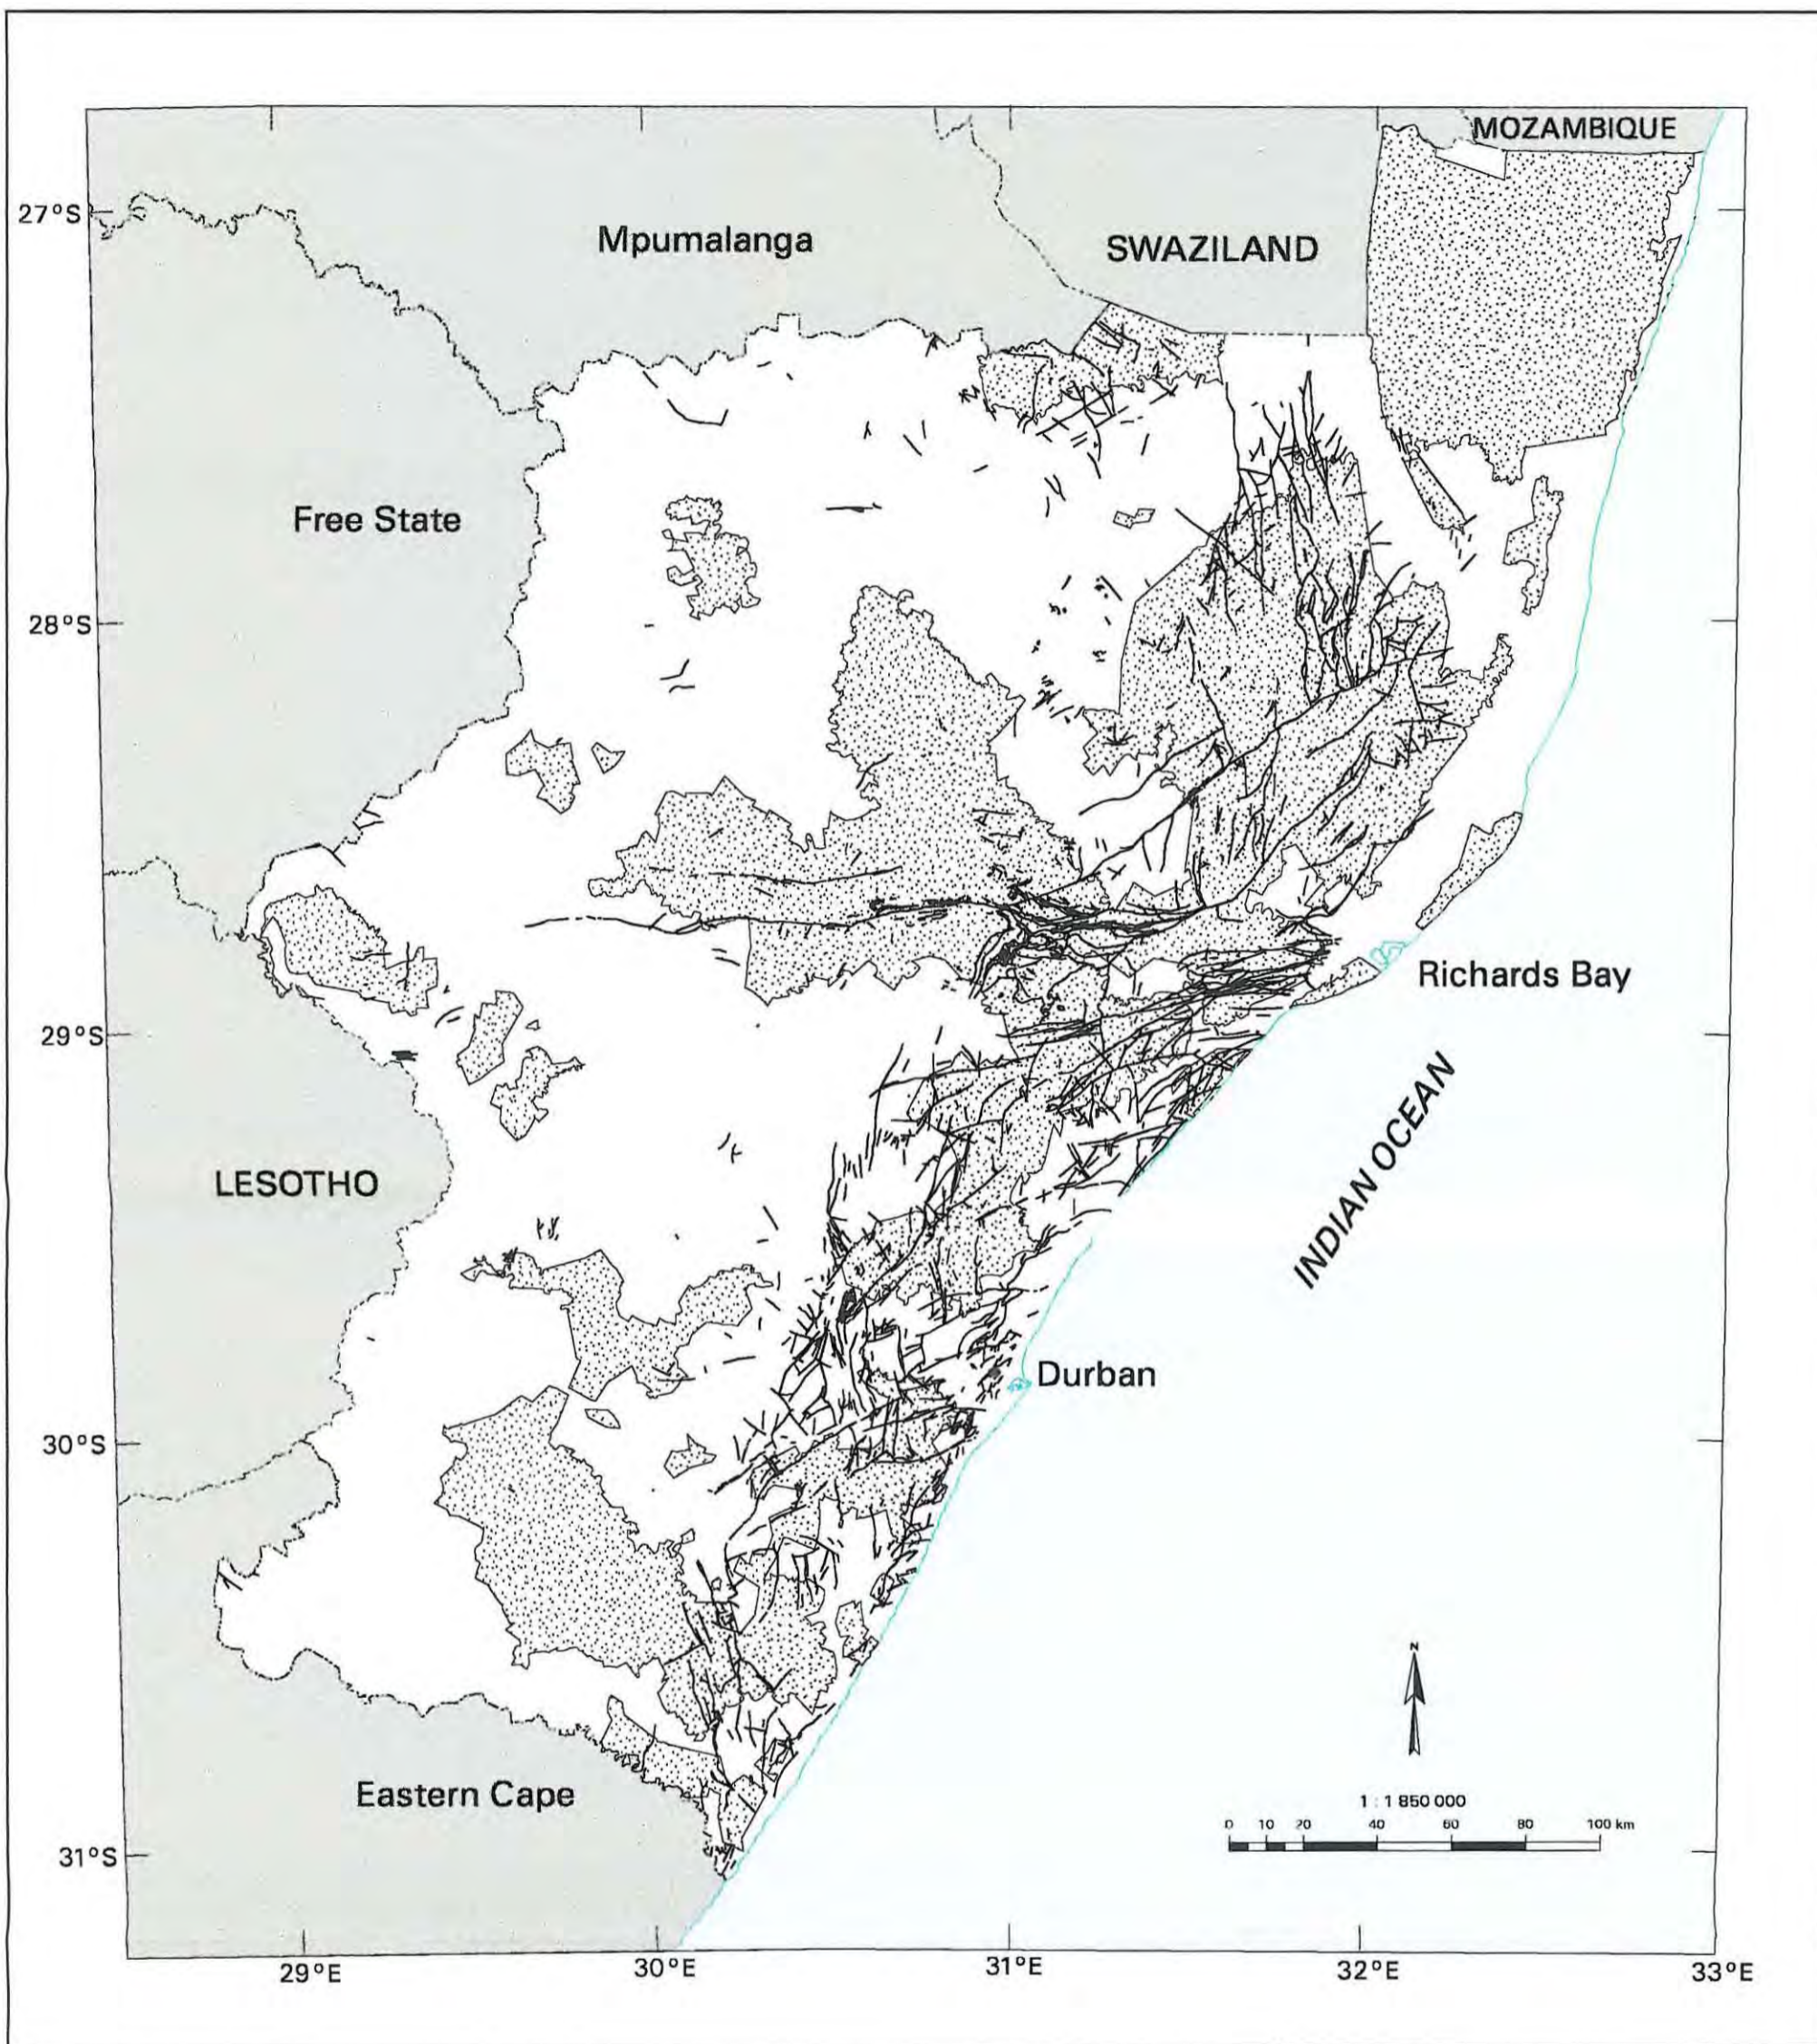 MOZAMBIQUE
27°S
Mpumalanga
SWAZILAND
Free State
28°S
Richards Bay
29°S
INDIAN OCEAN
LESOTHO
Durban
30°S
N
Eastern Cape
1 : 1 850 000
0 10 20 40 60 80 100 km
31°S
29°E 30°E 31°E 32°E 33°E